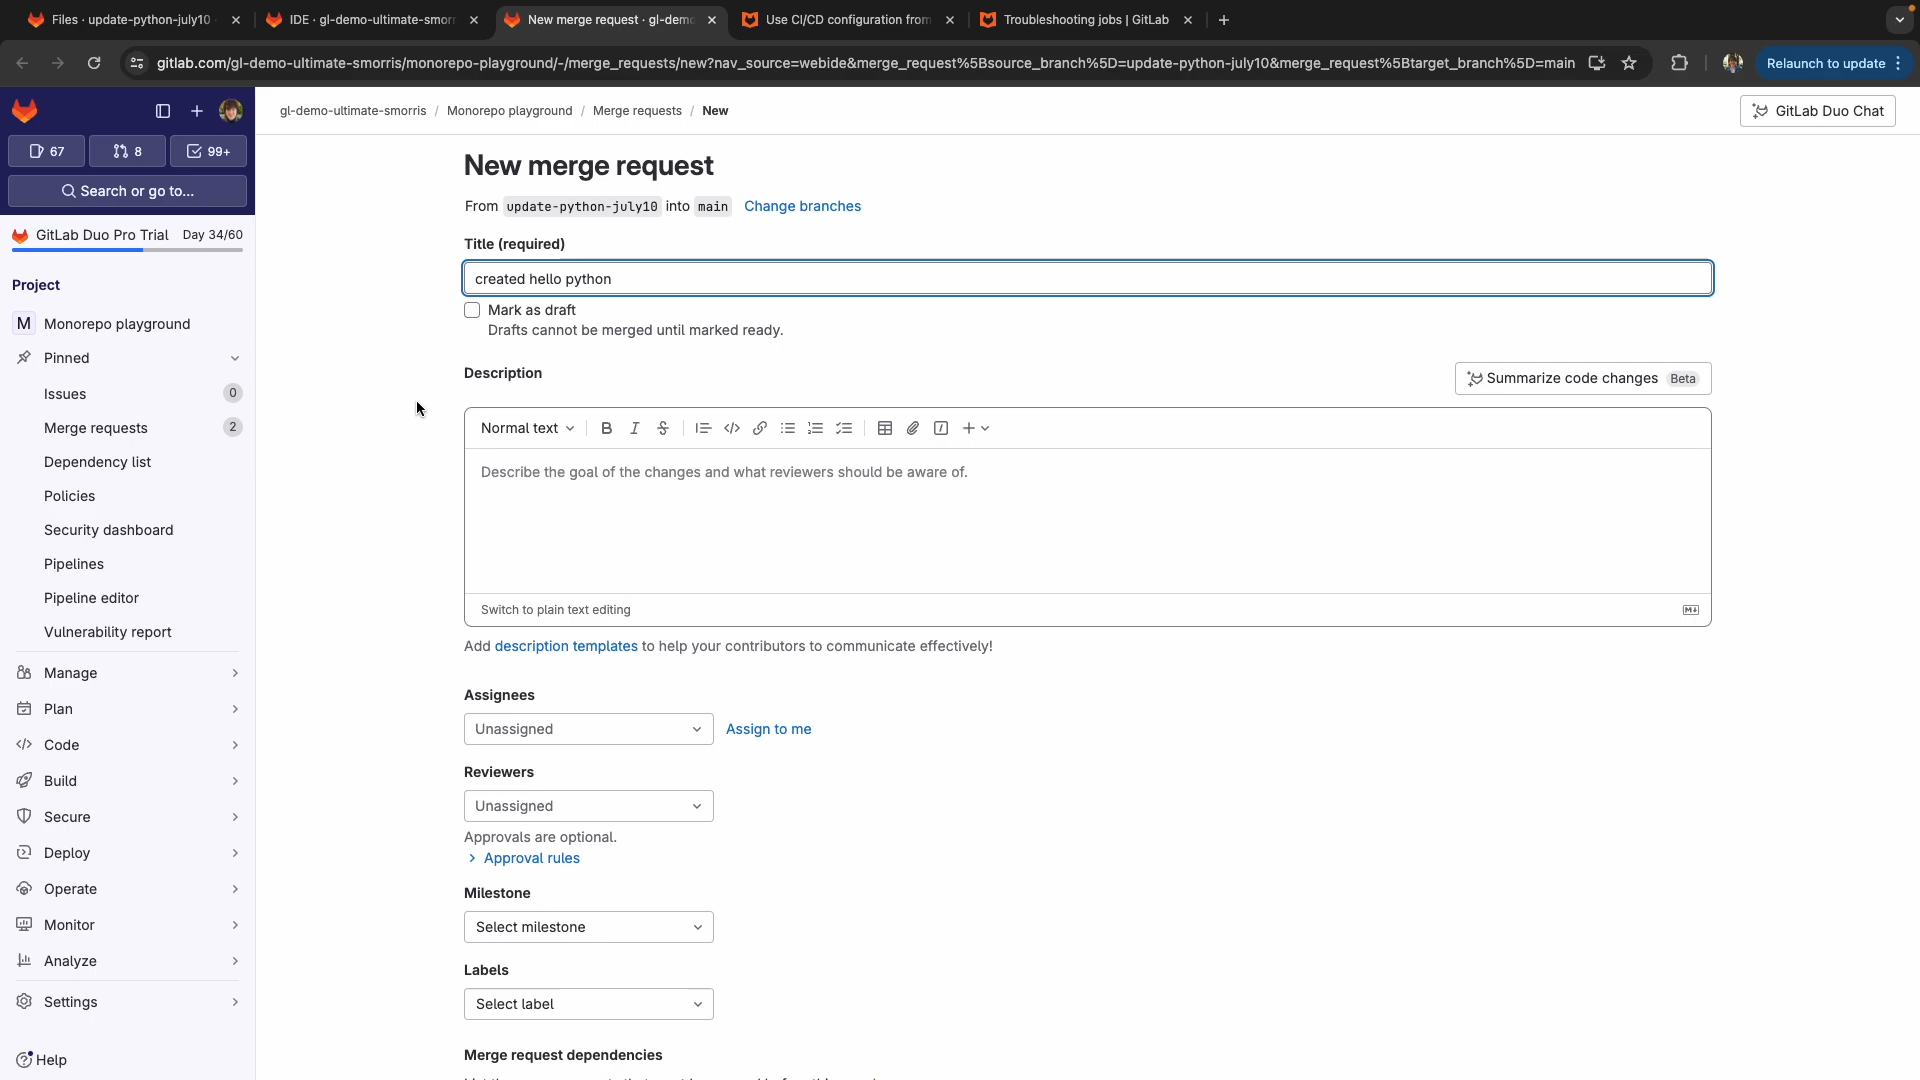 Files · update-python-july10 ·
IDE · gl-demo-ultimate-smorr
New merge request · gl-demo
Use CI/CD configuration from
Troubleshooting jobs | GitLab
gitlab.com/gl-demo-ultimate-smorris/monorepo-playground/-/merge_requests/new?nav_source=webide&merge_request%5Bsource_branch%5D=update-python-july10&merge_request%5Btarget_branch%5D=main
Relaunch to update
67
8
99+
Search or go to...
GitLab Duo Pro Trial Day 34/60
Project
M Monorepo playground
Pinned
Issues 0
Merge requests 2
Dependency list
Policies
Security dashboard
Pipelines
Pipeline editor
Vulnerability report
Manage
Plan
Code
Build
Secure
Deploy
Operate
Monitor
Analyze
Settings
Help
gl-demo-ultimate-smorris / Monorepo playground / Merge requests / New
GitLab Duo Chat
New merge request
From update-python-july10 into main Change branches
Title (required)
created hello python
Mark as draft
Drafts cannot be merged until marked ready.
Description
Summarize code changes Beta
Normal text
Describe the goal of the changes and what reviewers should be aware of.
Switch to plain text editing
Add description templates to help your contributors to communicate effectively!
Assignees
Unassigned
Assign to me
Reviewers
Unassigned
Approvals are optional.
Approval rules
Milestone
Select milestone
Labels
Select label
Merge request dependencies